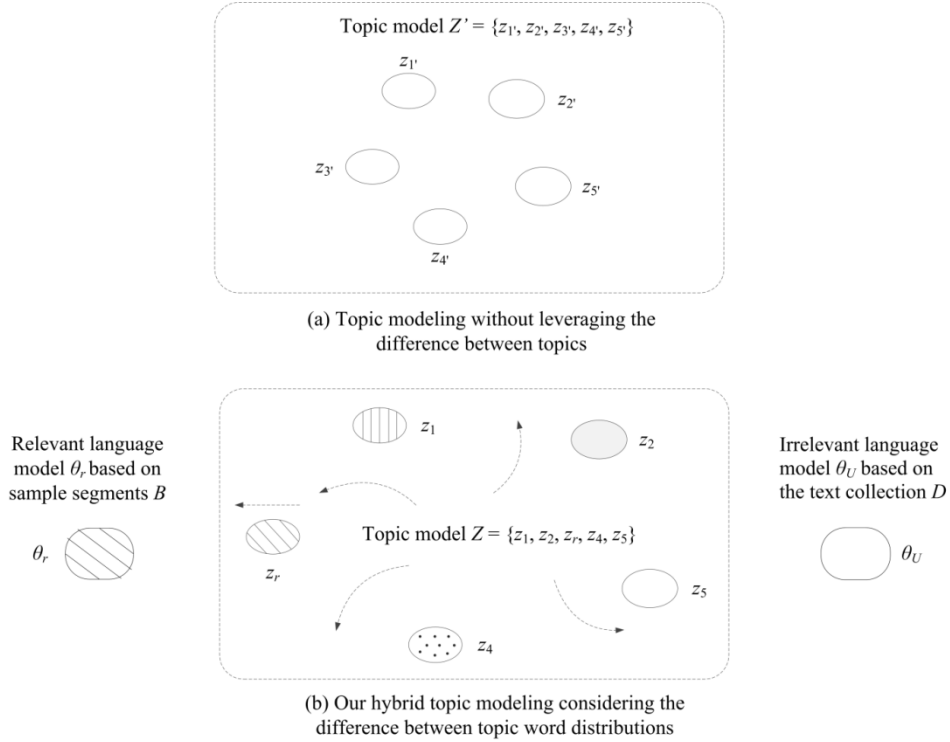 Topic model Z' = {z1', z2', z3', z4', z5'}
z1'
z2'
z3'
z5'
z4'
(a) Topic modeling without leveraging the
difference between topics
Relevant language
model θr based on
sample segments B
θr
z1
z2
Topic model Z = {z1, z2, zr, z4, z5}
zr
z5
z4
Irrelevant language
model θU based on
the text collection D
θU
(b) Our hybrid topic modeling considering the
difference between topic word distributions